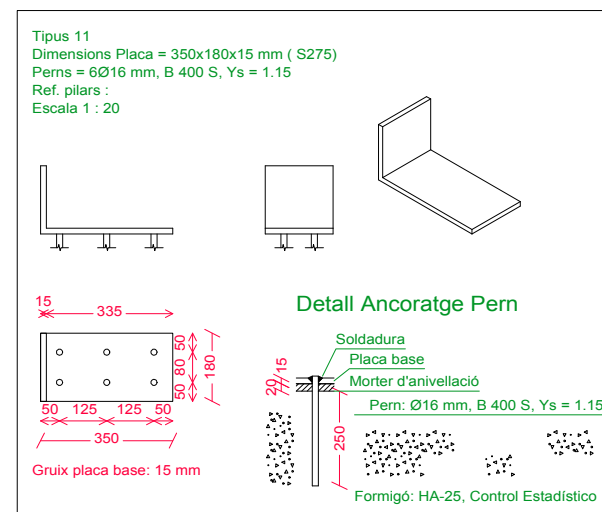 Tipus 11
Dimensions Placa = 350x180x15 mm ( S275)
Perns = 6Ø16 mm, B 400 S, Ys = 1.15
Ref. pilars :
Escala 1 : 20
15
335
50
80
50
180
50
125
125
50
350
Gruix placa base: 15 mm
Detall Ancoratge Pern
Soldadura
Placa base
Morter d'anivellació
20
15
Pern: Ø16 mm, B 400 S, Ys = 1.15
250
Formigó: HA-25, Control Estadístico